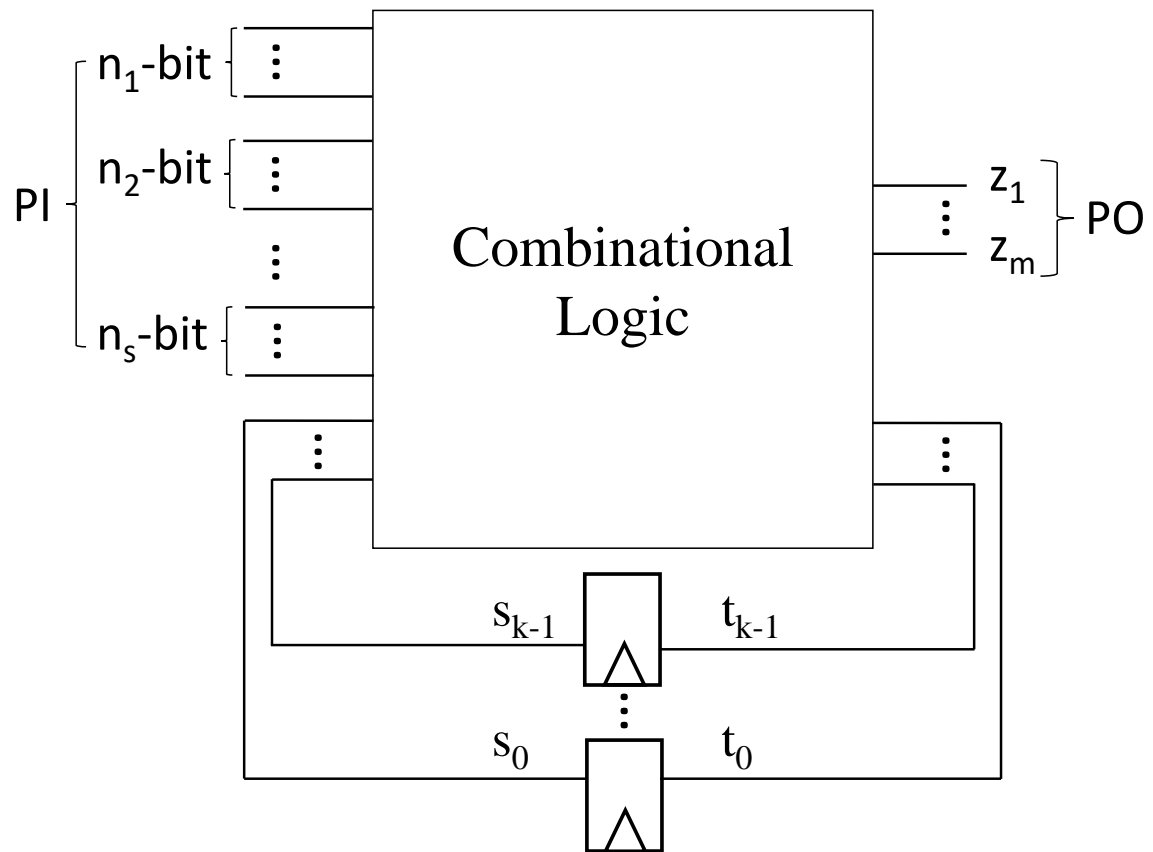 n₁-bit
n₂-bit
PI
nₛ-bit
Combinational
Logic
z₁
zₘ
PO
sₖ₋₁
tₖ₋₁
s₀
t₀